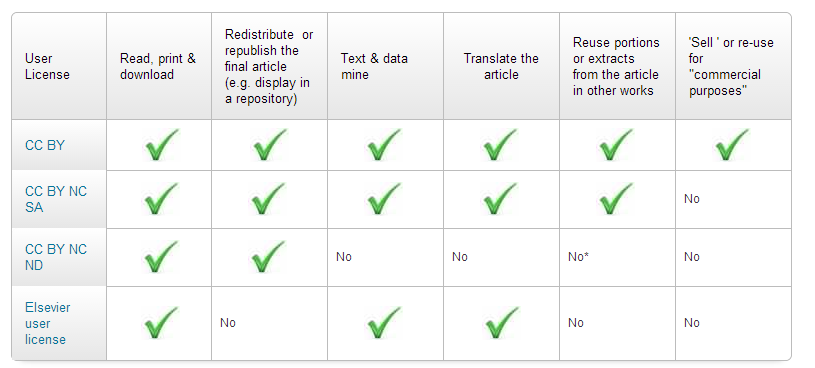 User
License
Read, print &
download
Redistribute or
republish the
final article
(e.g. display in
a repository)
Text & data
mine
Translate the
article
Reuse portions
or extracts
from the article
in other works
'Sell ' or re-use
for
"commercial
purposes"
CC BY
CC BY NC
SA
No
CC BY NC
ND
No
No
No*
No
Elsevier
user
license
No
No
No